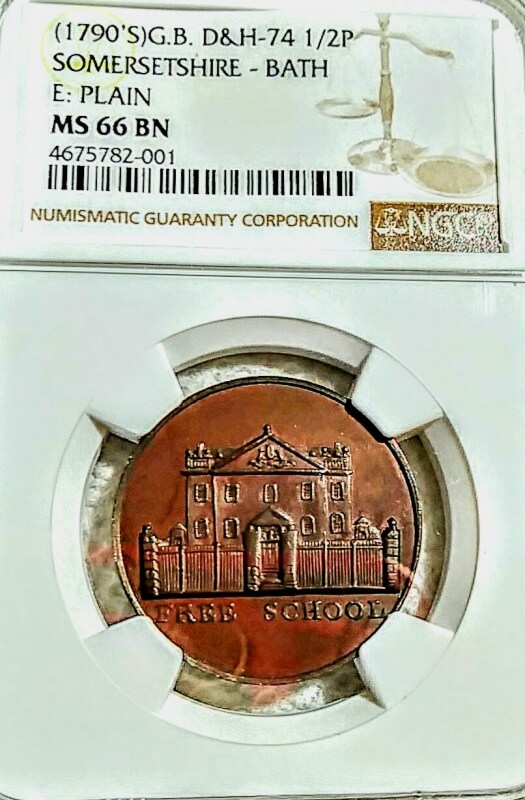 (1790'S)G.B. D&H-74 1/2P
SOMERSETSHIRE - BATH
E: PLAIN
MS 66 BN
4675782-001
NUMISMATIC GUARANTY CORPORATION
NGC
FREE SCHOOL